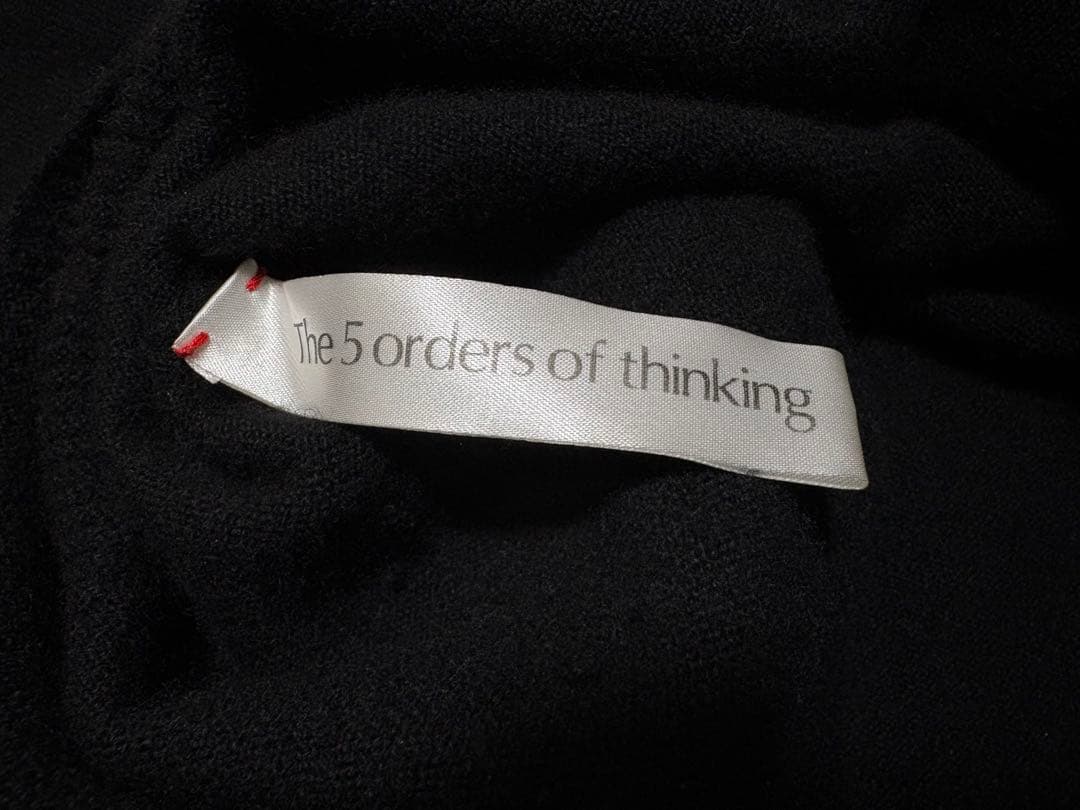 The 5 orders of thinking